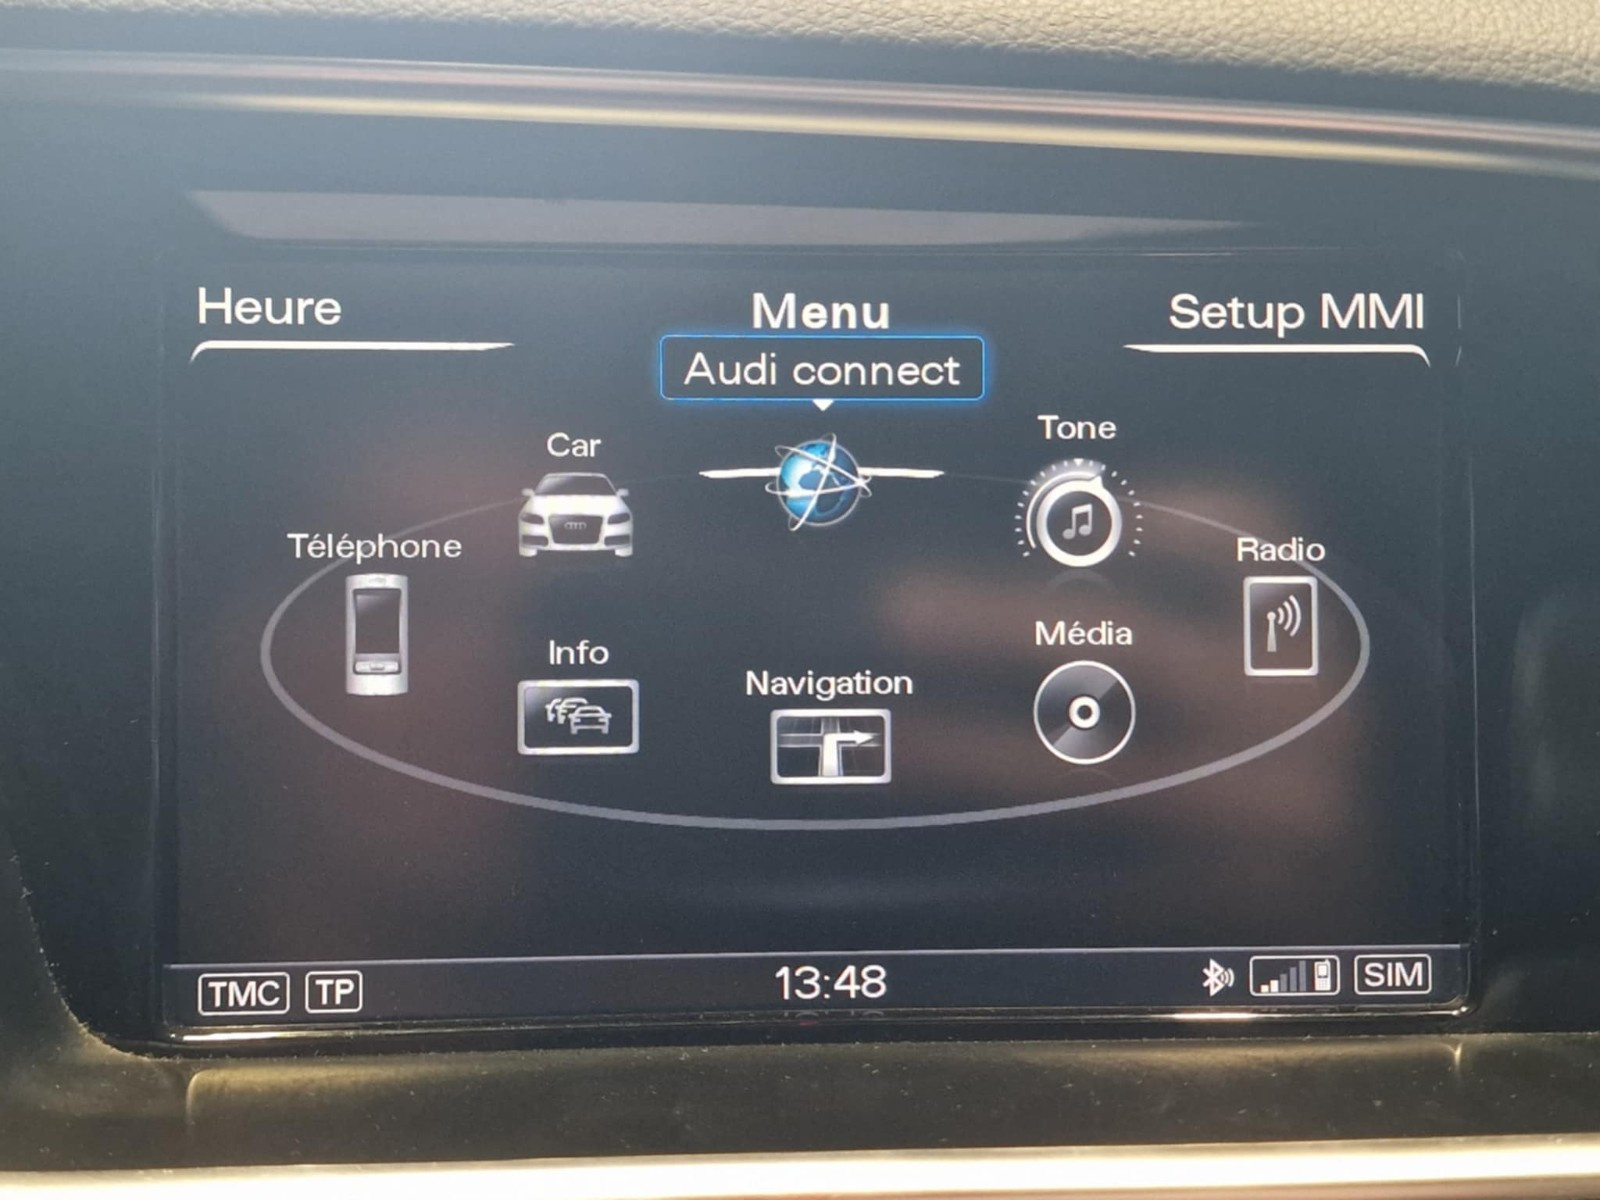 Heure
Menu
Setup MMI
Audi connect
Car
Tone
Téléphone
Radio
Info
Média
Navigation
TMC TP
13:48
SIM